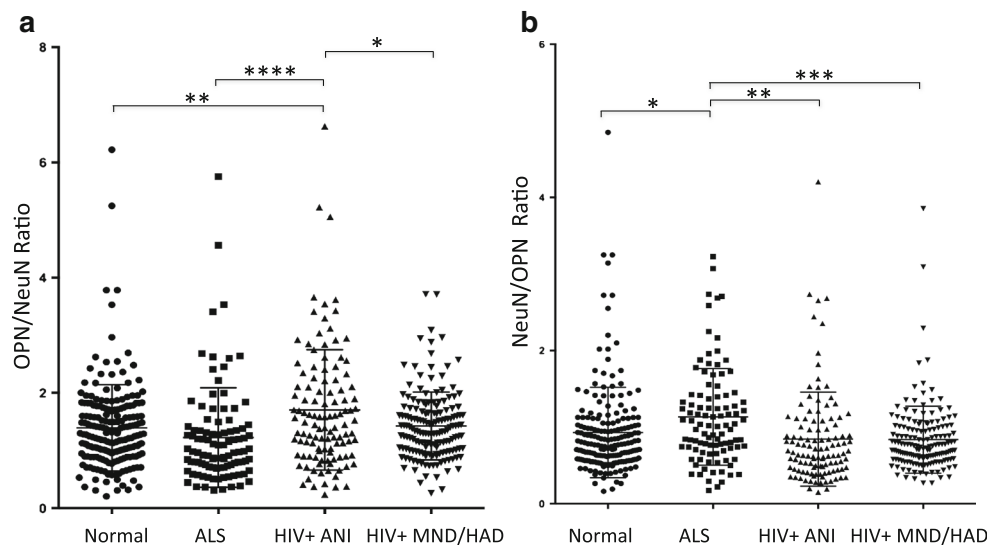 a
b
OPN/NeuN Ratio
8
6
4
2
0
*
****
**
Normal ALS HIV+ ANI HIV+ MND/HAD
NeuN/OPN Ratio
6
4
2
0
***
**
*
Normal ALS HIV+ ANI HIV+ MND/HAD